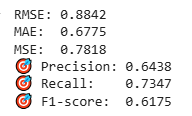 RMSE: 0.8842
MAE: 0.6775
MSE: 0.7818
🎯 Precision: 0.6438
🎯 Recall: 0.7347
🎯 F1-score: 0.6175